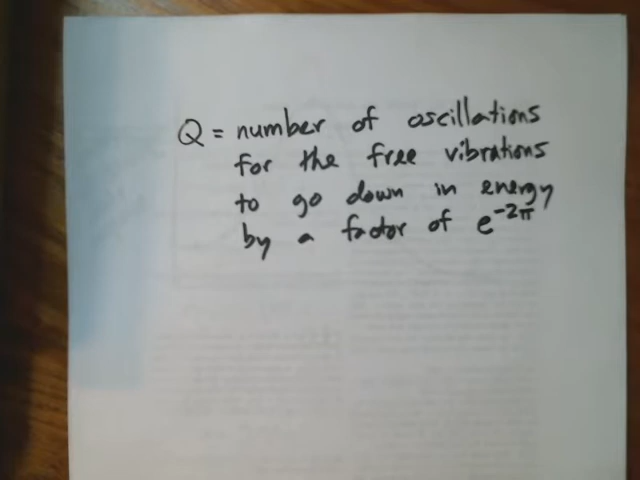 Q = number of oscillations
for the free vibrations
to go down in energy
by a factor of e^-2π